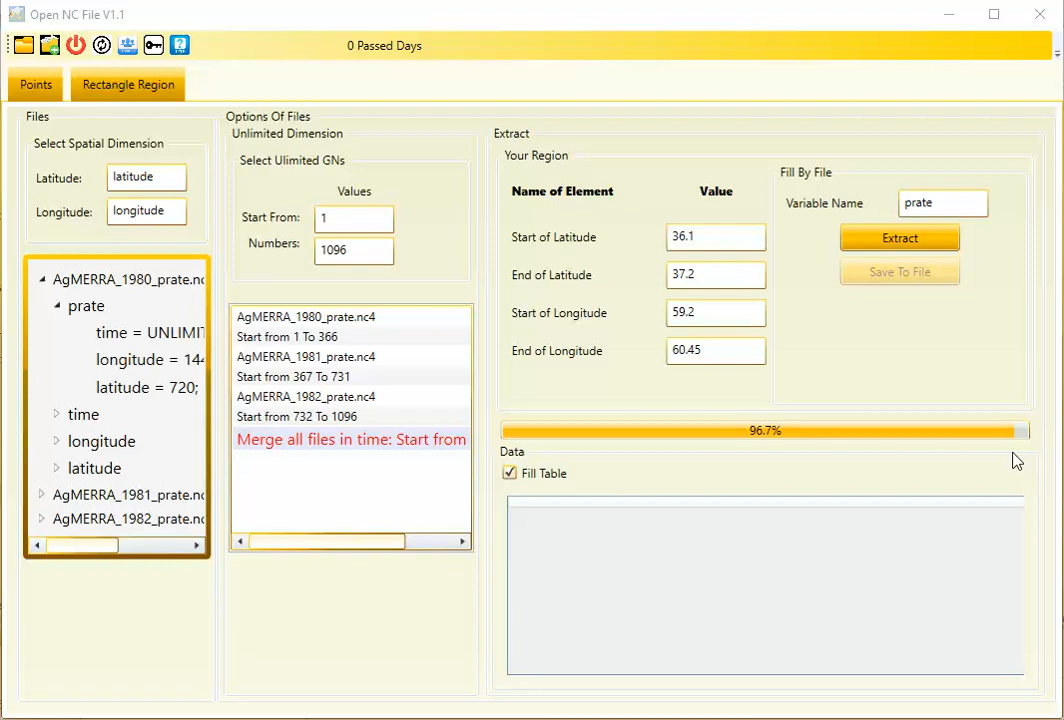 Open NC File V1.1
0 Passed Days
Points
Rectangle Region
Files
Select Spatial Dimension
Latitude:
latitude
Longitude:
longitude
AgMERRA_1980_prate.nc
prate
time = UNLIMIT
longitude = 144
latitude = 720;
time
longitude
latitude
AgMERRA_1981_prate.nc
AgMERRA_1982_prate.nc
Options Of Files
Unlimited Dimension
Select Ulimited GNs
Values
Start From:
1
Numbers:
1096
AgMERRA_1980_prate.nc4
Start from 1 To 366
AgMERRA_1981_prate.nc4
Start from 367 To 731
AgMERRA_1982_prate.nc4
Start from 732 To 1096
Merge all files in time: Start from
Extract
Your Region
Name of Element
Value
Start of Latitude
36.1
End of Latitude
37.2
Start of Longitude
59.2
End of Longitude
60.45
Fill By File
Variable Name
prate
Extract
Save To File
96.7%
Data
Fill Table